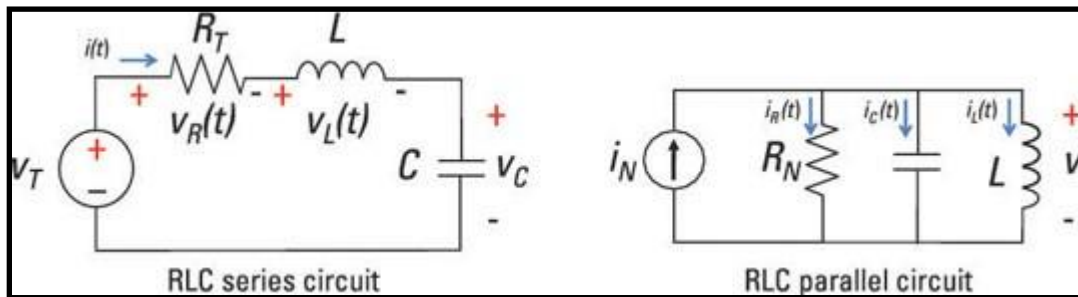 i(t) R_T L
+ - + - +
v_R(t) v_L(t)
v_T + − C v_C
-
RLC series circuit
i_R(t) i_C(t) i_L(t) +
i_N R_N L v
-
RLC parallel circuit